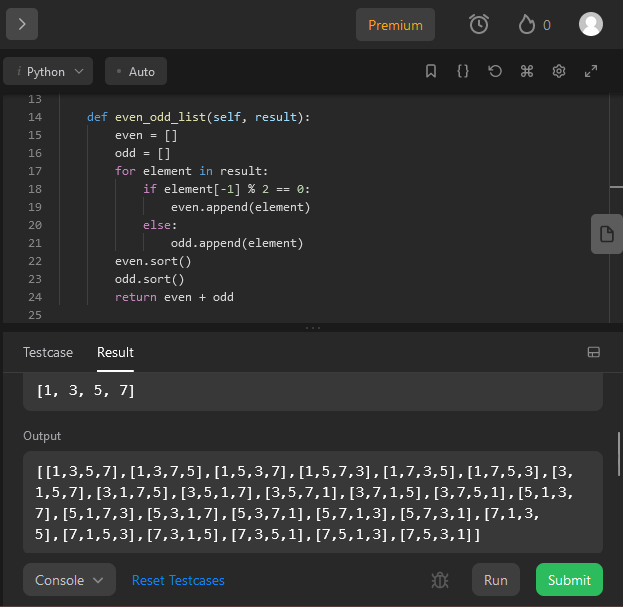 Premium
0
i Python
Auto
13
14 def even_odd_list(self, result):
15 even = []
16 odd = []
17 for element in result:
18 if element[-1] % 2 == 0:
19 even.append(element)
20 else:
21 odd.append(element)
22 even.sort()
23 odd.sort()
24 return even + odd
25
Testcase Result
[1, 3, 5, 7]
Output
[[1,3,5,7],[1,3,7,5],[1,5,3,7],[1,5,7,3],[1,7,3,5],[1,7,5,3],[3,
1,5,7],[3,1,7,5],[3,5,1,7],[3,5,7,1],[3,7,1,5],[3,7,5,1],[5,1,3,
7],[5,1,7,3],[5,3,1,7],[5,3,7,1],[5,7,1,3],[5,7,3,1],[7,1,3,
5],[7,1,5,3],[7,3,1,5],[7,3,5,1],[7,5,1,3],[7,5,3,1]]
Console Reset Testcases Run Submit